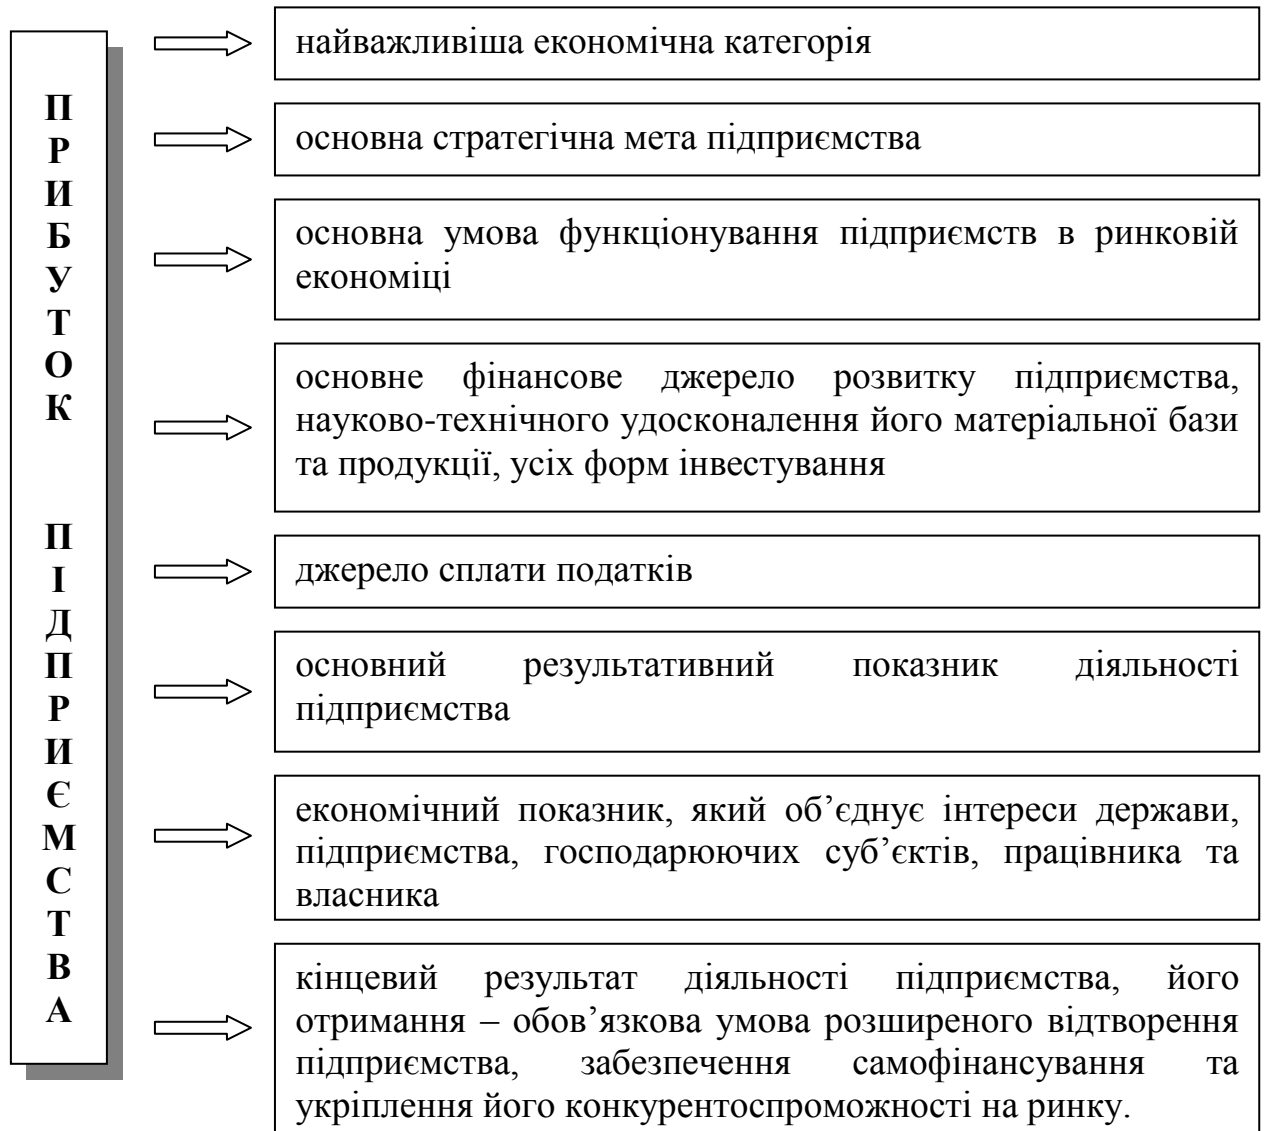 ПРИБУТОК ПІДПРИЄМСТВА
найважливіша економічна категорія
основна стратегічна мета підприємства
основна умова функціонування підприємств в ринковій
економіці
основне фінансове джерело розвитку підприємства,
науково-технічного удосконалення його матеріальної бази
та продукції, усіх форм інвестування
джерело сплати податків
основний результативний показник діяльності
підприємства
економічний показник, який об’єднує інтереси держави,
підприємства, господарюючих суб’єктів, працівника та
власника
кінцевий результат діяльності підприємства, його
отримання – обов’язкова умова розширеного відтворення
підприємства, забезпечення самофінансування та
укріплення його конкурентоспроможності на ринку.